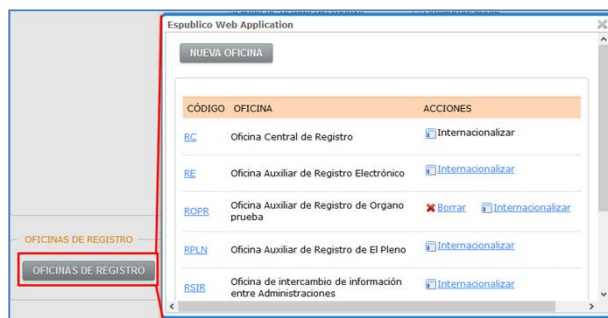 Espublico Web Application
NUEVA OFICINA
CÓDIGO OFICINA ACCIONES
RC Oficina Central de Registro Internacionalizar
RE Oficina Auxiliar de Registro Electrónico Internacionalizar
ROPR Oficina Auxiliar de Registro de Organo prueba Borrar Internacionalizar
RPLN Oficina Auxiliar de Registro de El Pleno Internacionalizar
RSIR Oficina de intercambio de información entre Administraciones Internacionalizar
OFICINAS DE REGISTRO
OFICINAS DE REGISTRO